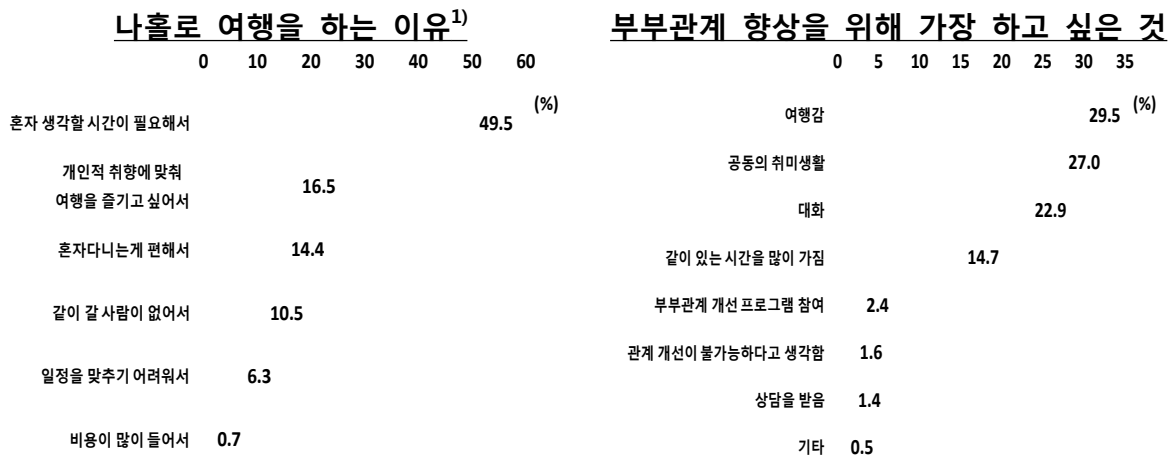 나홀로 여행을 하는 이유1)
0 10 20 30 40 50 60
(%)
혼자 생각할 시간이 필요해서 49.5
개인적 취향에 맞춰
여행을 즐기고 싶어서
16.5
혼자다니는게 편해서 14.4
같이 갈 사람이 없어서 10.5
일정을 맞추기 어려워서 6.3
비용이 많이 들어서 0.7
부부관계 향상을 위해 가장 하고 싶은 것
0 5 10 15 20 25 30 35
(%)
여행감 29.5
공동의 취미생활 27.0
대화 22.9
같이 있는 시간을 많이 가짐 14.7
부부관계 개선 프로그램 참여 2.4
관계 개선이 불가능하다고 생각함 1.6
상담을 받음 1.4
기타 0.5